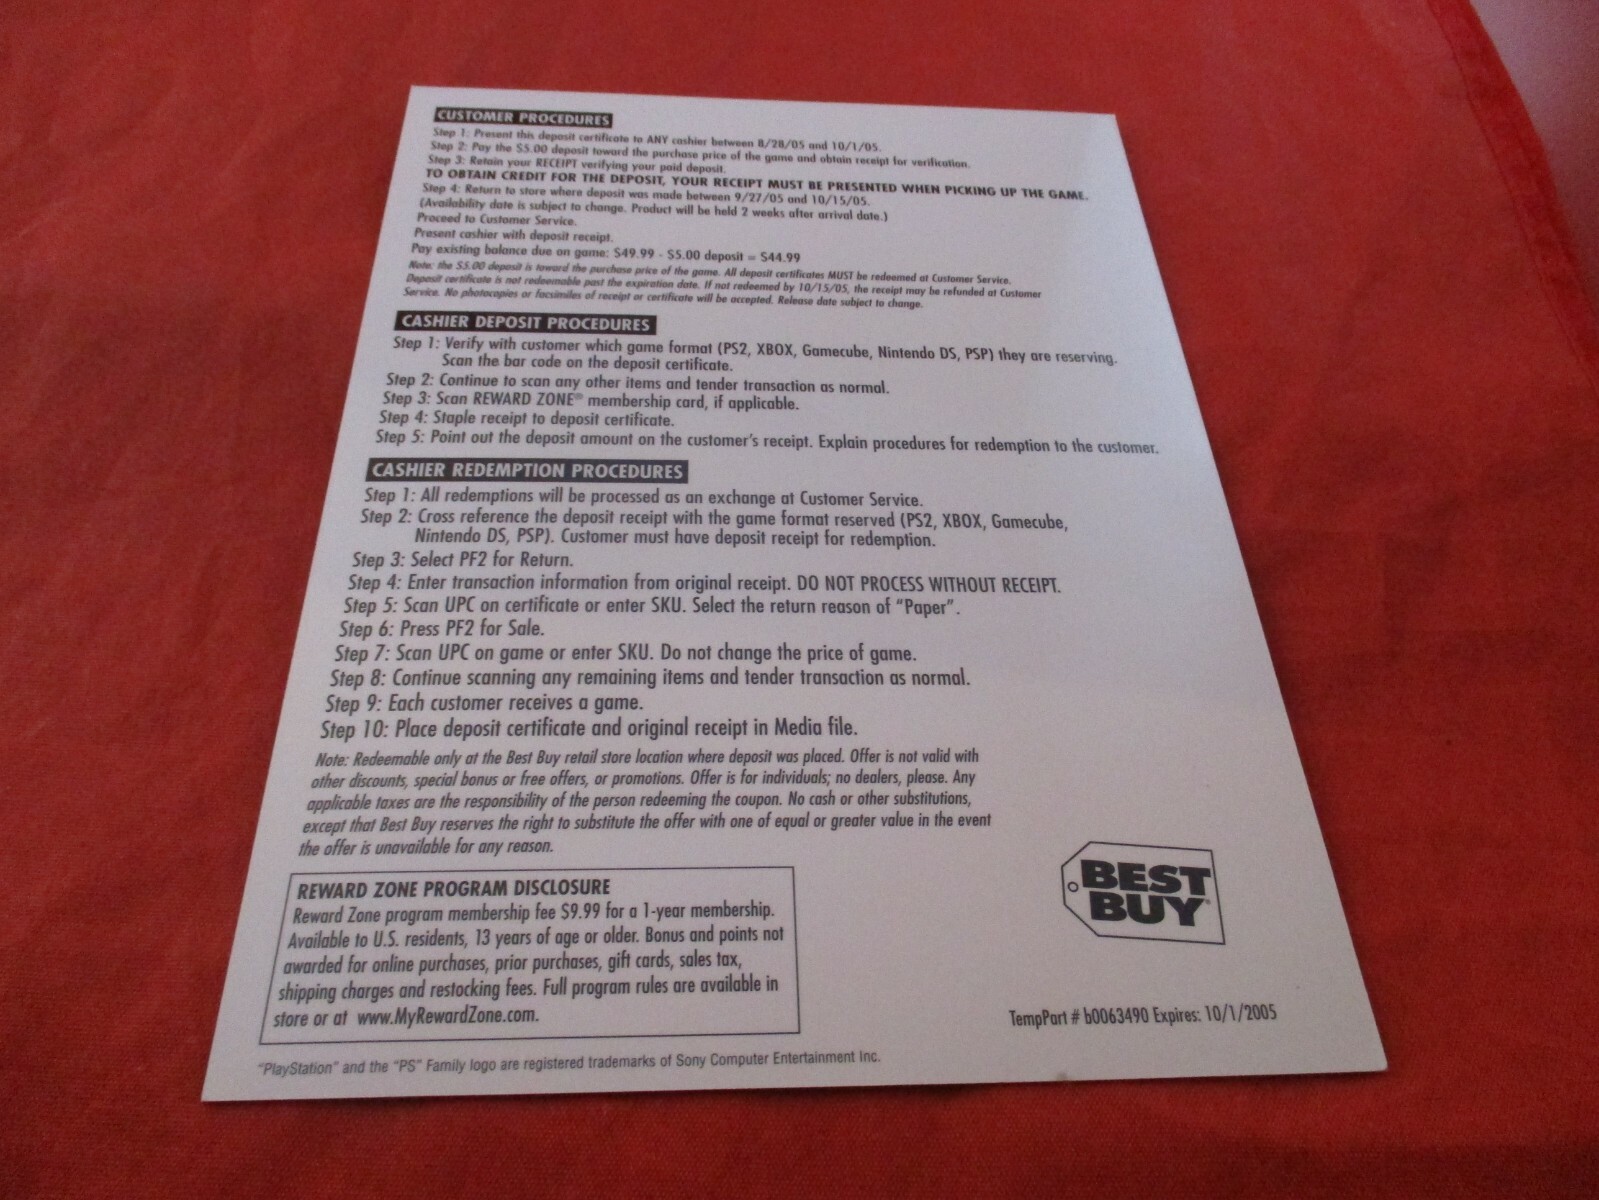 CUSTOMER PROCEDURES
Step 1: Present this deposit certificate to ANY cashier between 8/28/05 and 10/1/05.
Step 2: Pay the $5.00 deposit toward the purchase price of the game and obtain receipt for verification.
Step 3: Retain your RECEIPT verifying your paid deposit.
TO OBTAIN CREDIT FOR THE DEPOSIT, YOUR RECEIPT MUST BE PRESENTED WHEN PICKING UP THE GAME.
Step 4: Return to store where deposit was made between 9/27/05 and 10/15/05.
(Availability date is subject to change. Product will be held 2 weeks after arrival date.)
Proceed to Customer Service.
Present cashier with deposit receipt.
Pay existing balance due on game: $49.99 - $5.00 deposit = $44.99
Note: the $5.00 deposit is toward the purchase price of the game. All deposit certificates MUST be redeemed at Customer Service.
Deposit certificate is not redeemable past the expiration date. If not redeemed by 10/15/05, the receipt may be refunded at Customer
Service. No photocopies or facsimiles of receipt or certificate will be accepted. Release date subject to change.
CASHIER DEPOSIT PROCEDURES
Step 1: Verify with customer which game format (PS2, XBOX, Gamecube, Nintendo DS, PSP) they are reserving.
Scan the bar code on the deposit certificate.
Step 2: Continue to scan any other items and tender transaction as normal.
Step 3: Scan REWARD ZONE® membership card, if applicable.
Step 4: Staple receipt to deposit certificate.
Step 5: Point out the deposit amount on the customer's receipt. Explain procedures for redemption to the customer.
CASHIER REDEMPTION PROCEDURES
Step 1: All redemptions will be processed as an exchange at Customer Service.
Step 2: Cross reference the deposit receipt with the game format reserved (PS2, XBOX, Gamecube,
Nintendo DS, PSP). Customer must have deposit receipt for redemption.
Step 3: Select PF2 for Return.
Step 4: Enter transaction information from original receipt. DO NOT PROCESS WITHOUT RECEIPT.
Step 5: Scan UPC on certificate or enter SKU. Select the return reason of "Paper".
Step 6: Press PF2 for Sale.
Step 7: Scan UPC on game or enter SKU. Do not change the price of game.
Step 8: Continue scanning any remaining items and tender transaction as normal.
Step 9: Each customer receives a game.
Step 10: Place deposit certificate and original receipt in Media file.
Note: Redeemable only at the Best Buy retail store location where deposit was placed. Offer is not valid with
other discounts, special bonus or free offers, or promotions. Offer is for individuals; no dealers, please. Any
applicable taxes are the responsibility of the person redeeming the coupon. No cash or other substitutions,
except that Best Buy reserves the right to substitute the offer with one of equal or greater value in the event
the offer is unavailable for any reason.
REWARD ZONE PROGRAM DISCLOSURE
Reward Zone program membership fee $9.99 for a 1-year membership.
Available to U.S. residents, 13 years of age or older. Bonus and points not
awarded for online purchases, prior purchases, gift cards, sales tax,
shipping charges and restocking fees. Full program rules are available in
store or at www.MyRewardZone.com.
BEST
BUY®
TempPart # b0063490 Expires: 10/1/2005
"PlayStation" and the "PS" Family logo are registered trademarks of Sony Computer Entertainment Inc.